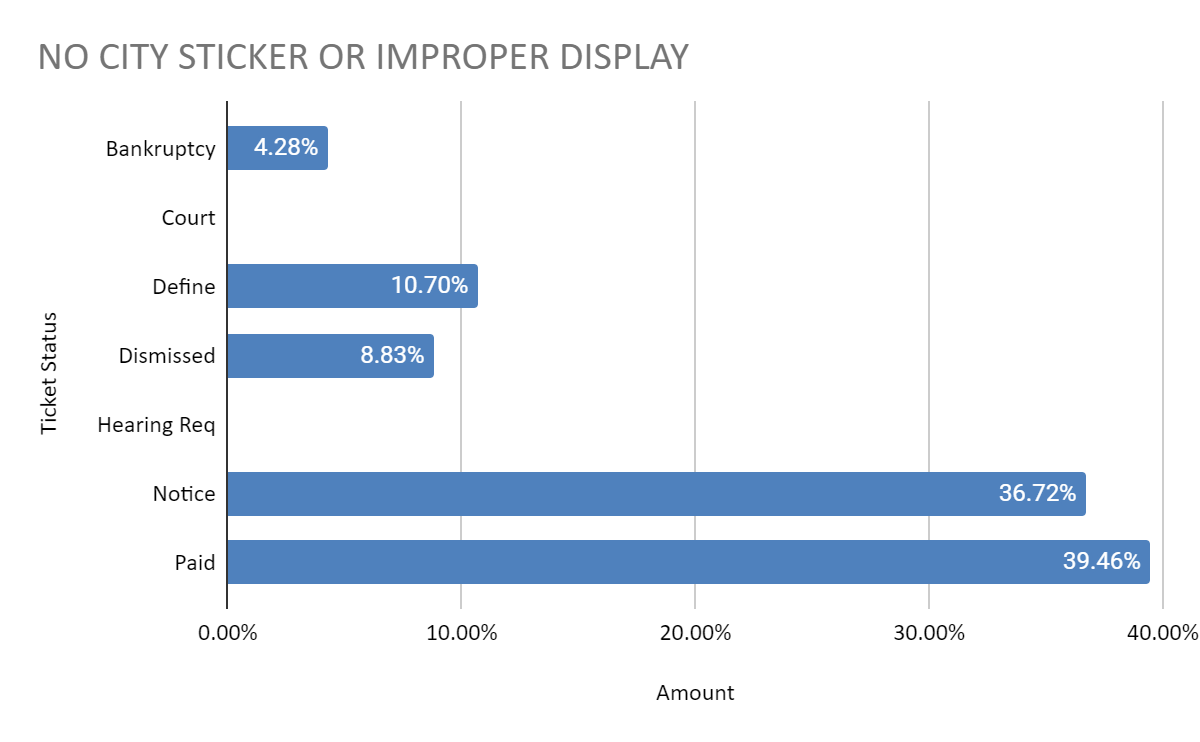 NO CITY STICKER OR IMPROPER DISPLAY
Ticket Status
Bankruptcy 4.28%
Court
Define 10.70%
Dismissed 8.83%
Hearing Req
Notice 36.72%
Paid 39.46%
0.00% 10.00% 20.00% 30.00% 40.00%
Amount